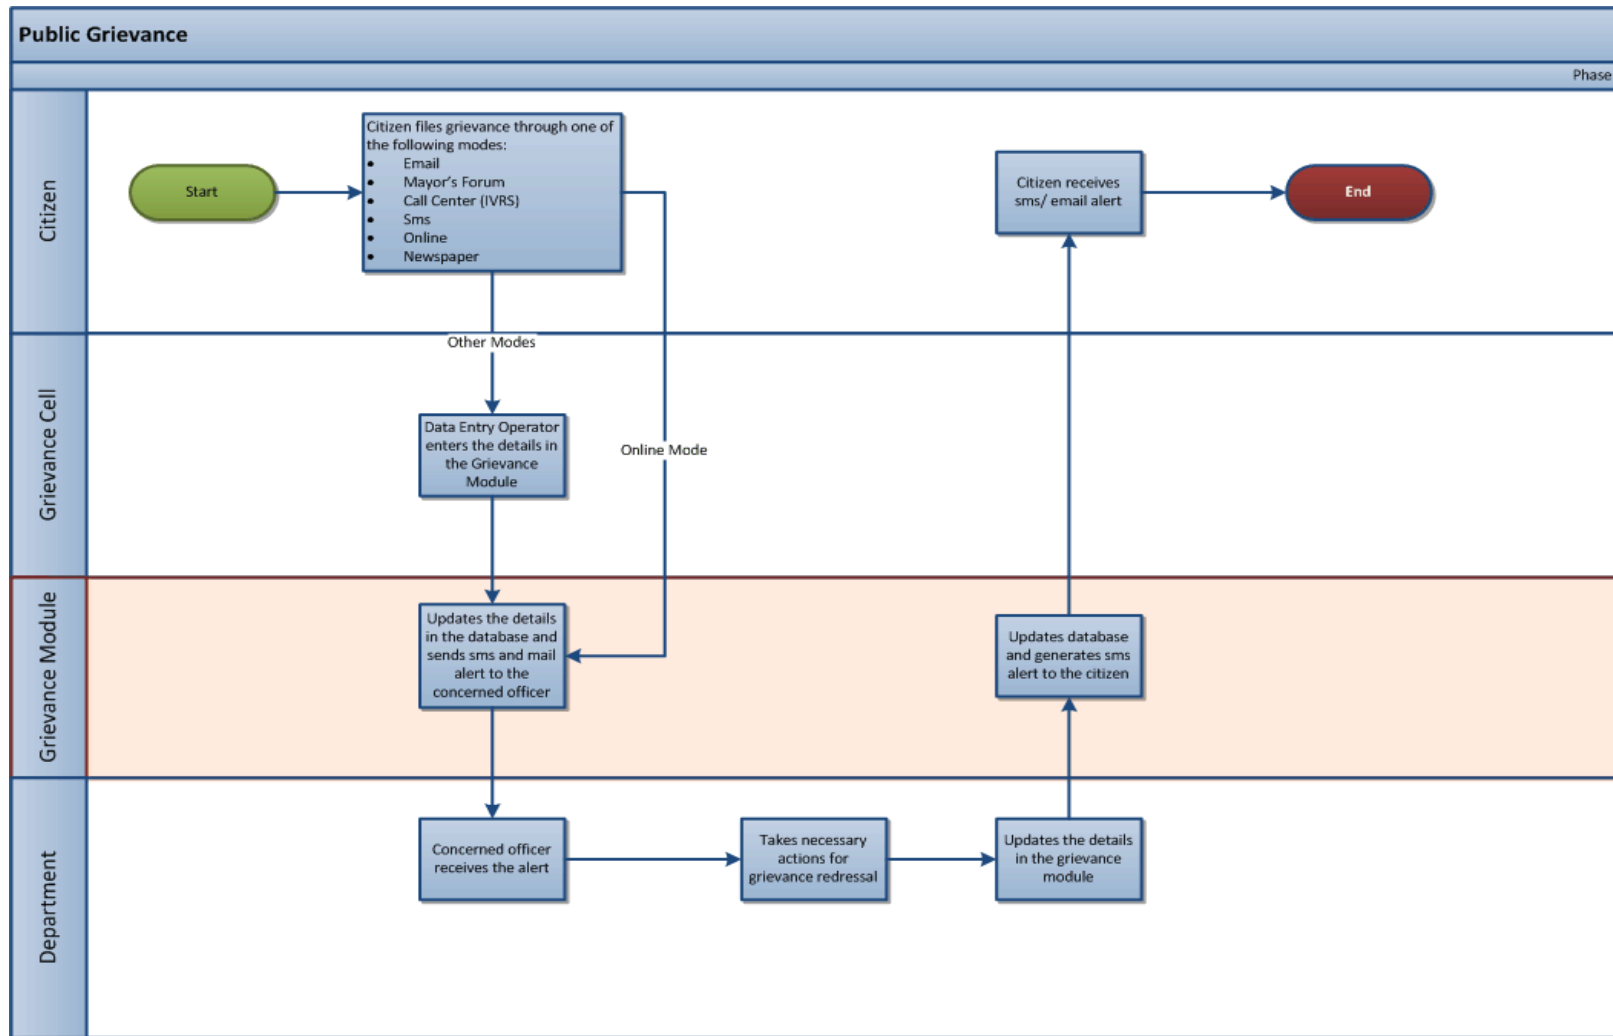 Public Grievance
Phase
Citizen
Start
Citizen files grievance through one of
the following modes:
• Email
• Mayor's Forum
• Call Center (IVRS)
• Sms
• Online
• Newspaper
Citizen receives
sms/ email alert
End
Other Modes
Grievance Cell
Data Entry Operator
enters the details in
the Grievance
Module
Online Mode
Grievance Module
Updates the details
in the database and
sends sms and mail
alert to the
concerned officer
Updates database
and generates sms
alert to the citizen
Department
Concerned officer
receives the alert
Takes necessary
actions for
grievance redressal
Updates the details
in the grievance
module